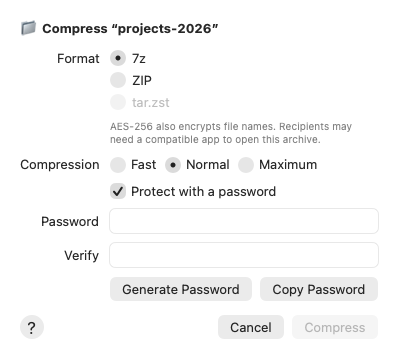 Compress “projects-2026”
Format
7z
ZIP
tar.zst
AES-256 also encrypts file names. Recipients may
need a compatible app to open this archive.
Compression Fast Normal Maximum
Protect with a password
Password
Verify
Generate Password Copy Password
? Cancel Compress